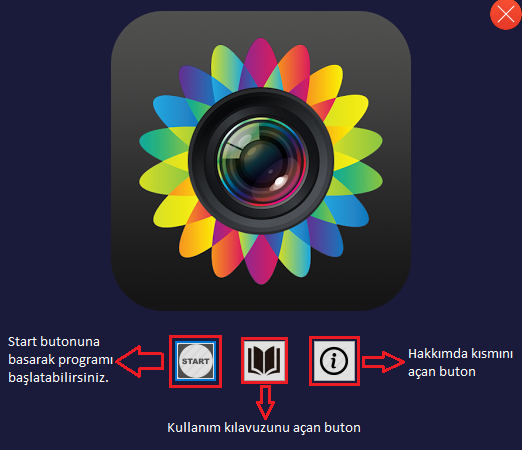 Start butonuna
basarak programı
başlatabilirsiniz.
START
i
Hakkımda kısmını
açan buton
Kullanım kılavuzunu açan buton